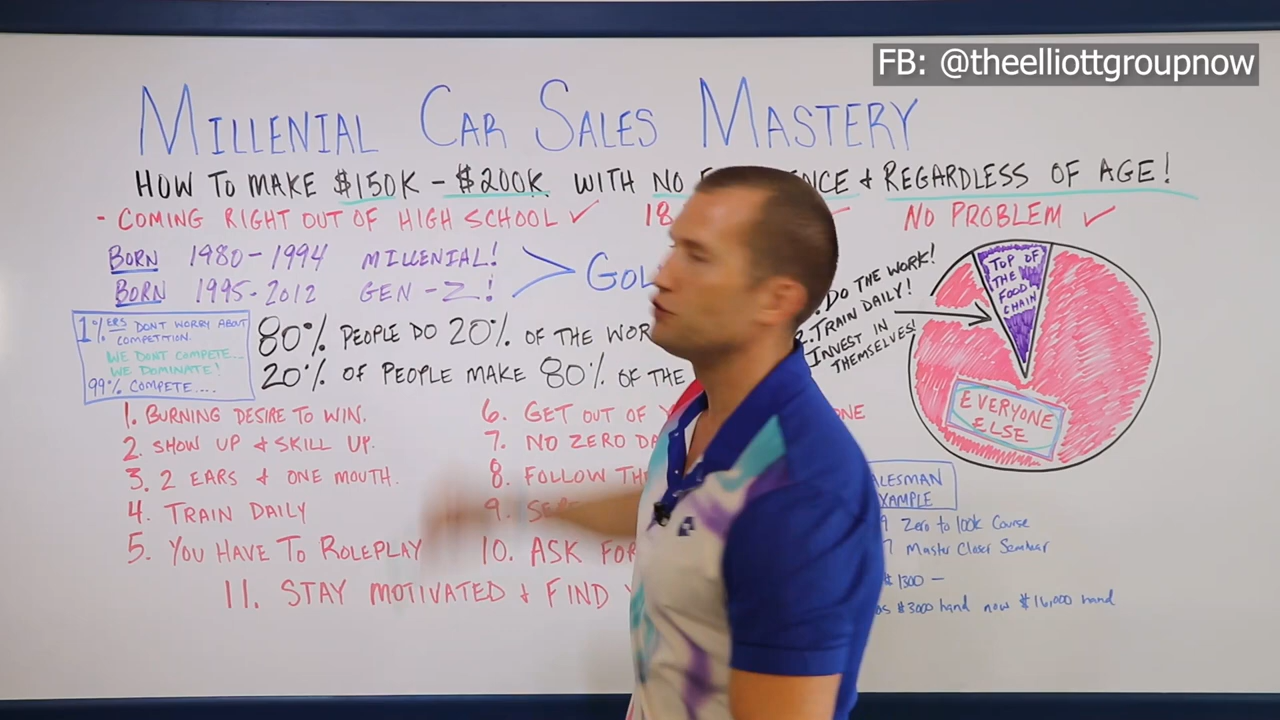 FB: @theelliottgroupnow
MILLENIAL CAR SALES MASTERY
HOW TO MAKE $150K - $200K WITH NO & REGARDLESS OF AGE!
- COMING RIGHT OUT OF HIGH SCHOOL ✓ 18 ✓ NO PROBLEM ✓
BORN 1980-1994 MILLENIAL!
BORN 1995-2012 GEN-Z!
1%ERS DONT WORRY ABOUT
COMPETITION.
WE DONT COMPETE...
WE DOMINATE!
99% COMPETE....
80% PEOPLE DO 20% OF THE
20% OF PEOPLE MAKE 80% OF THE
1. BURNING DESIRE TO WIN.
2. SHOW UP & SKILL UP.
3. 2 EARS & ONE MOUTH.
4. TRAIN DAILY
5. YOU HAVE TO ROLEPLAY
6. GET OUT OF
7. NO ZERO
8. FOLLOW
9.
10. ASK FOR
11. STAY MOTIVATED & FIND
DO THE WORK!
2. TRAIN DAILY!
INVEST IN
THEMSELVES!
TOP OF
THE
FOOD
CHAIN
EVERYONE
ELSE
Zero to 100k Course
Master Closer Seminar
$1300 -
$3000 hand now $16,000 hand